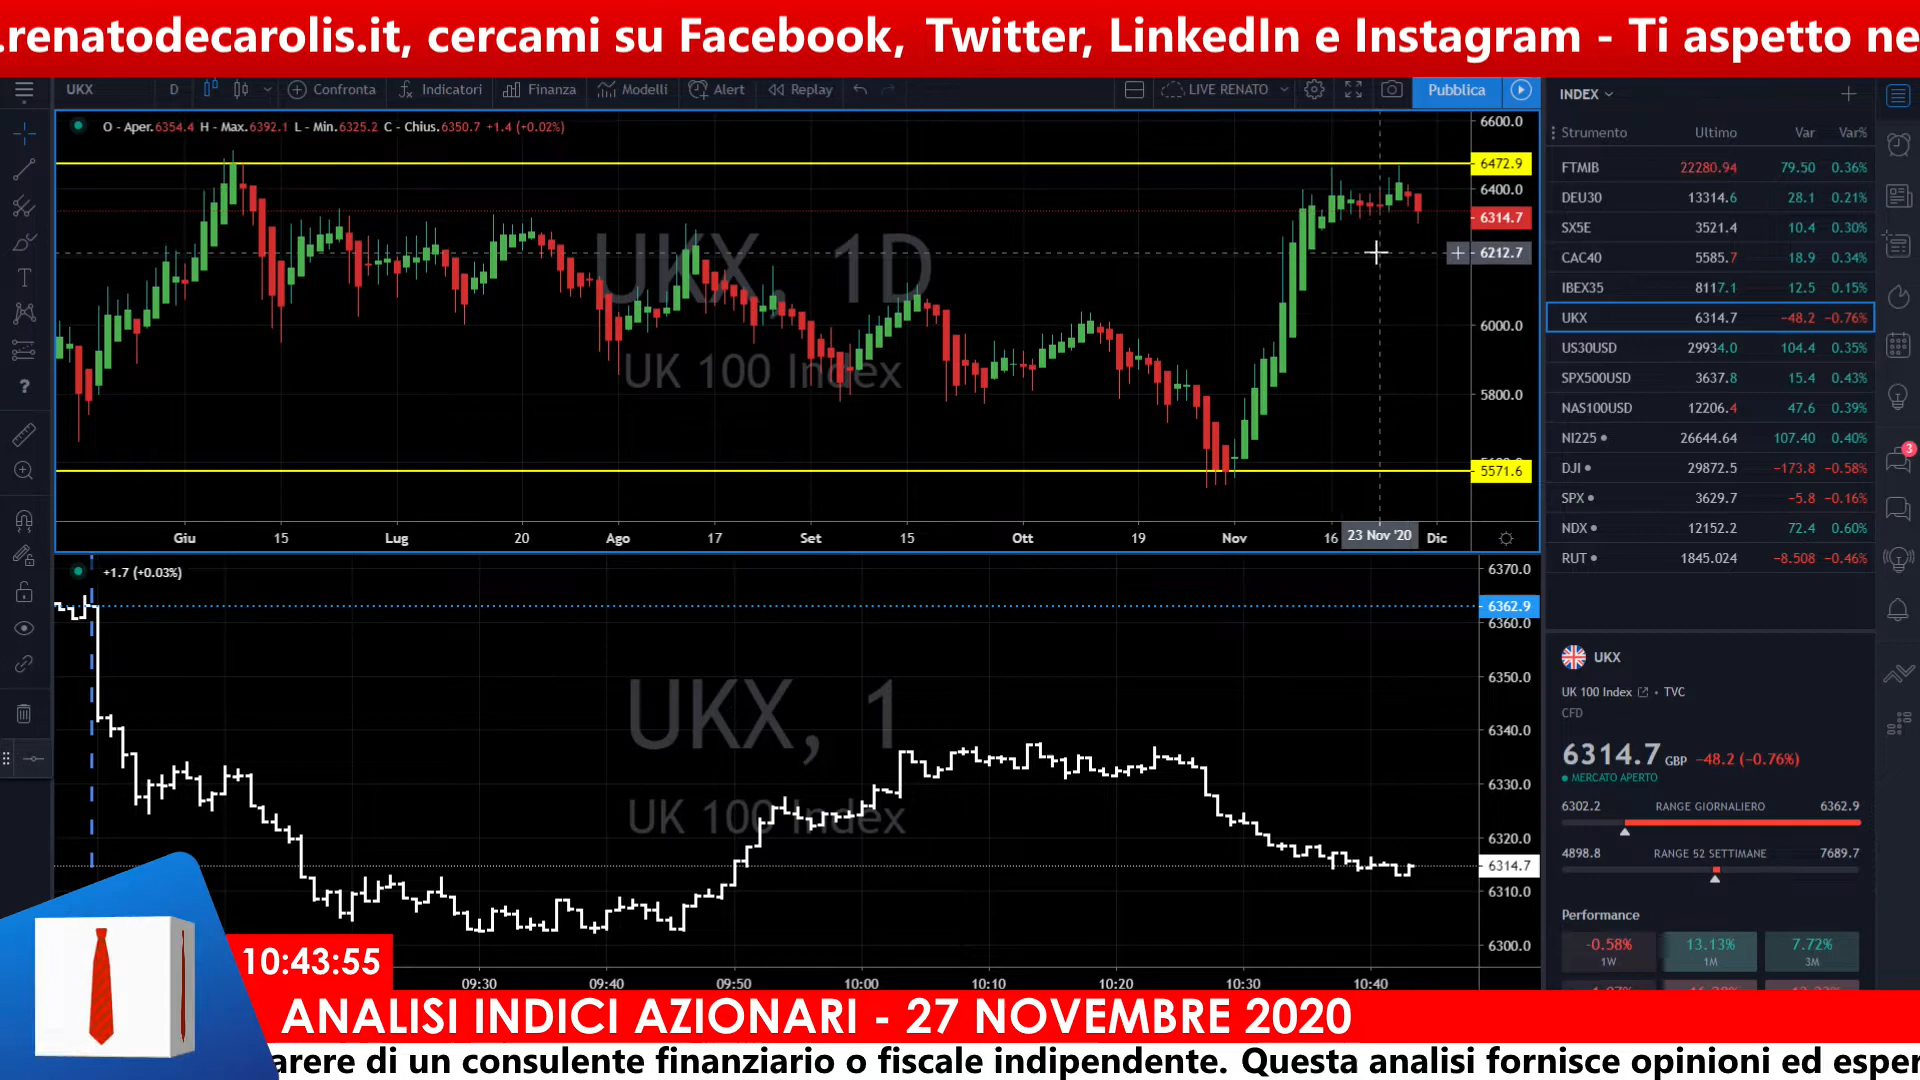 .renatodecarolis.it, cercami su Facebook, Twitter, LinkedIn e Instagram - Ti aspetto ne
UKX D Confronta Indicatori Finanza Modelli Alert Replay LIVE RENATO Pubblica
INDEX
O - Aper.6354.4 H - Max.6392.1 L - Min.6325.2 C - Chius.6350.7 +1.4 (+0.02%)
6600.0
6472.9
6400.0
6314.7
6212.7
6000.0
5800.0
5571.6
UKX, 1D
UK 100 Index
Giu 15 Lug 20 Ago 17 Set 15 Ott 19 Nov 16 23 Nov '20 Dic
Strumento Ultimo Var Var%
FTMIB 22280.94 79.50 0.36%
DEU30 13314.6 28.1 0.21%
SX5E 3521.4 10.4 0.30%
CAC40 5585.7 18.9 0.34%
IBEX35 8117.1 12.5 0.15%
UKX 6314.7 −48.2 −0.76%
US30USD 29934.0 104.4 0.35%
SPX500USD 3637.8 15.4 0.43%
NAS100USD 12206.4 47.6 0.39%
NI225 26644.64 107.40 0.40%
DJI 29872.5 −173.8 −0.58%
SPX 3629.7 −5.8 −0.16%
NDX 12152.2 72.4 0.60%
RUT 1845.024 −8.508 −0.46%
3
+1.7 (+0.03%)
6370.0
6362.9
6360.0
6350.0
6340.0
6330.0
6320.0
6314.7
6310.0
6300.0
UKX, 1
UK 100 Index
09:30 09:40 09:50 10:00 10:10 10:20 10:30 10:40
UKX
UK 100 Index • TVC
CFD
6314.7 GBP −48.2 (−0.76%)
MERCATO APERTO
6302.2 RANGE GIORNALIERO 6362.9
4898.8 RANGE 52 SETTIMANE 7689.7
Performance
-0.58% 13.13% 7.72%
1W 1M 3M
10:43:55
ANALISI INDICI AZIONARI - 27 NOVEMBRE 2020
arere di un consulente finanziario o fiscale indipendente. Questa analisi fornisce opinioni ed esper